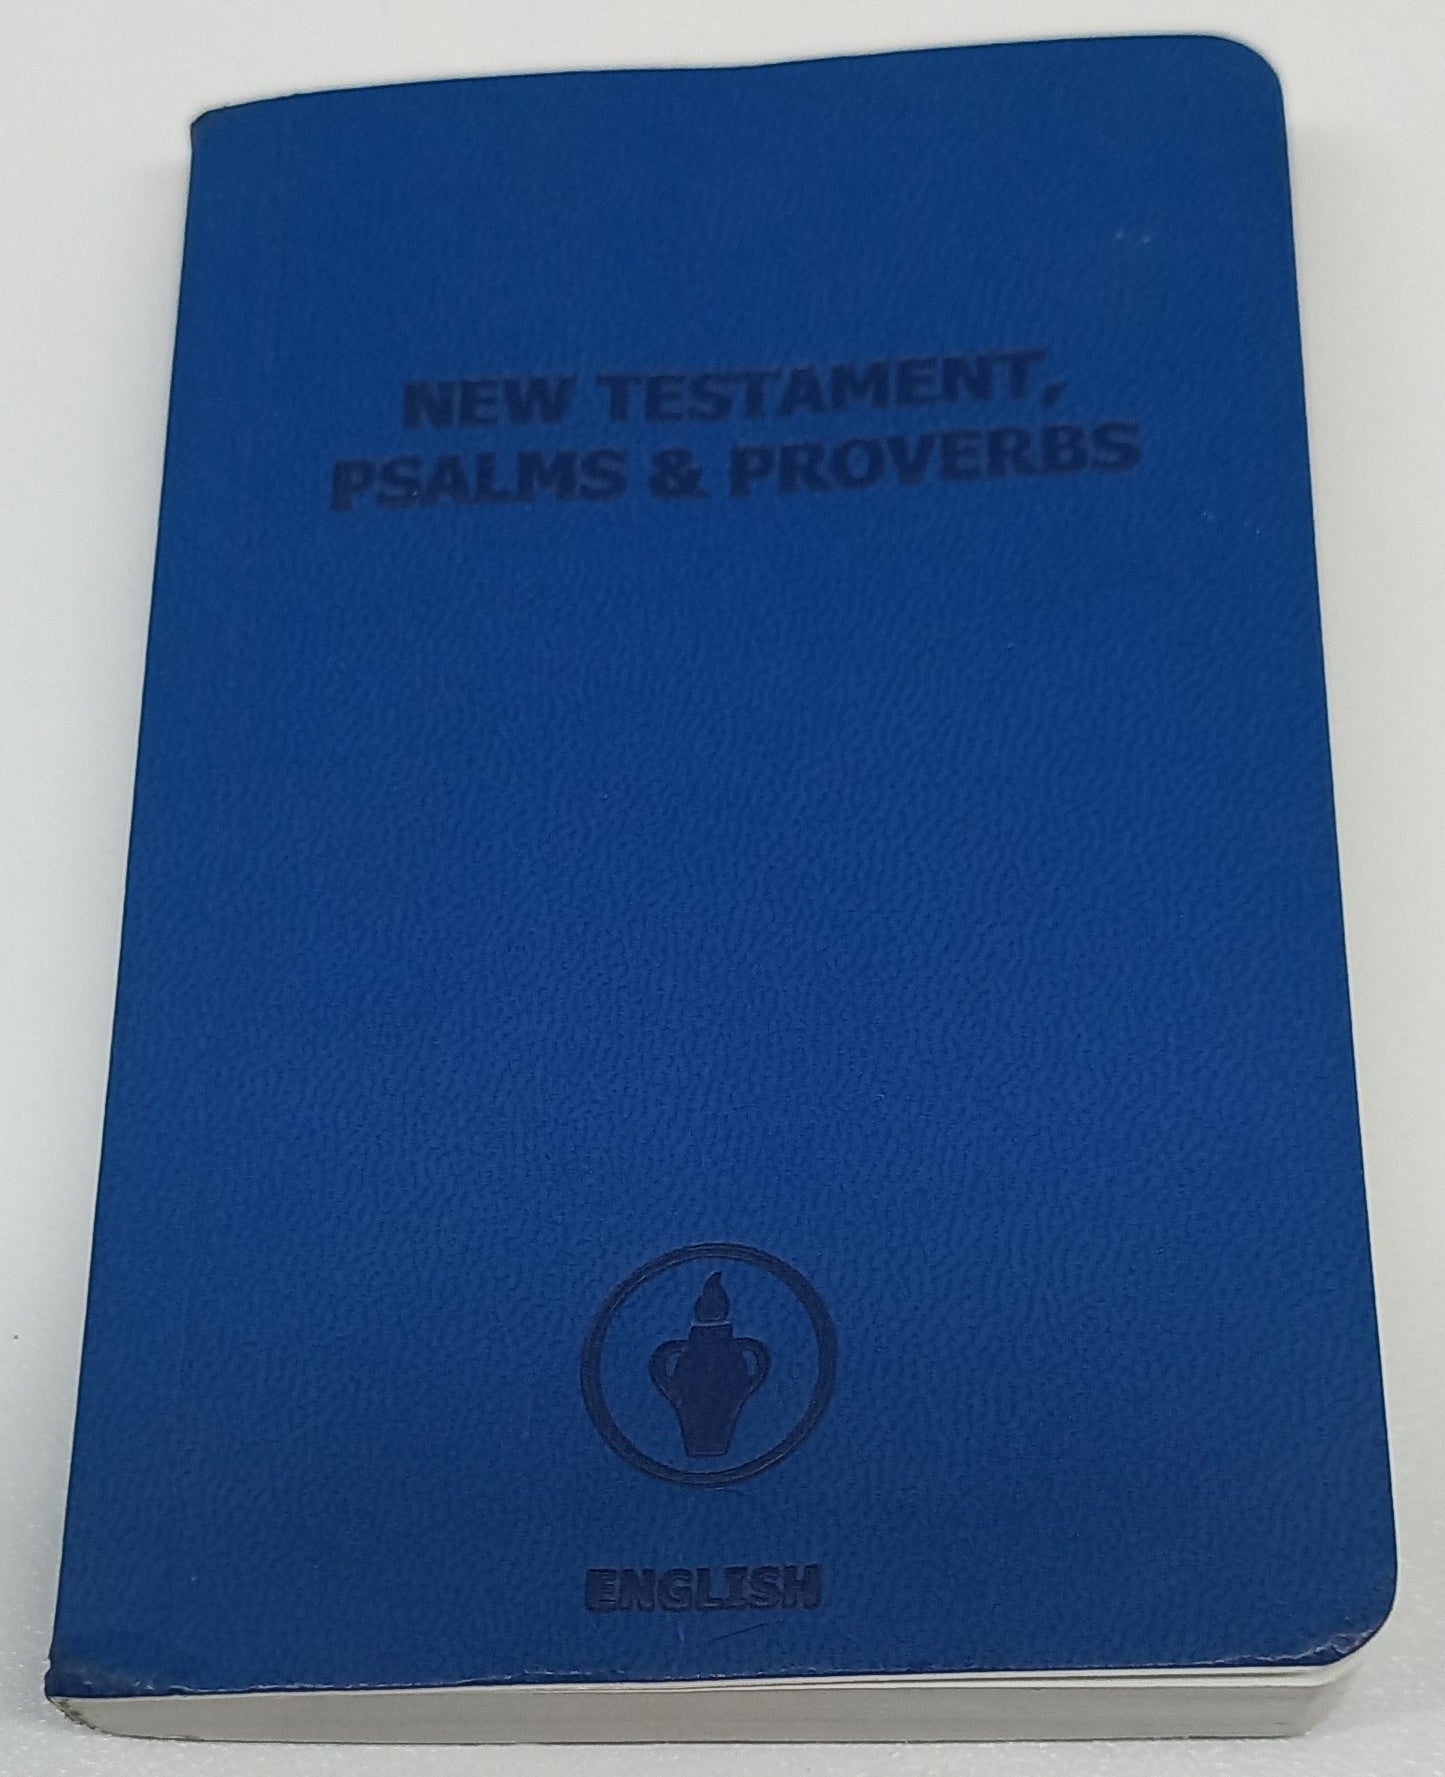 NEW TESTAMENT,
PSALMS & PROVERBS
ENGLISH